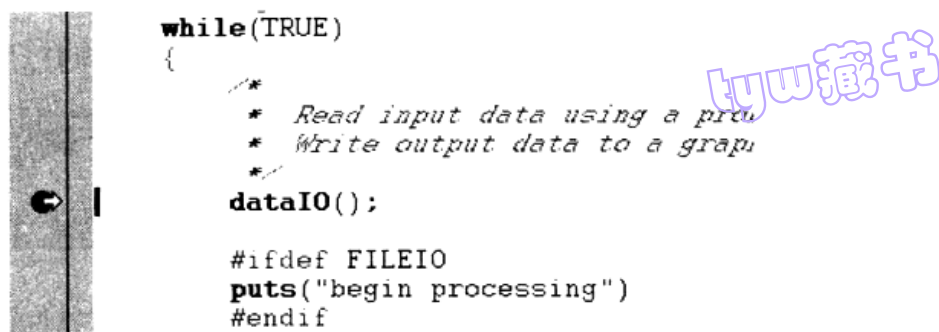 while(TRUE)
{
/*
* Read input data using a
* Write output data to a
*/
dataIO();
#ifdef FILEIO
puts("begin processing")
#endif
tyw藏书